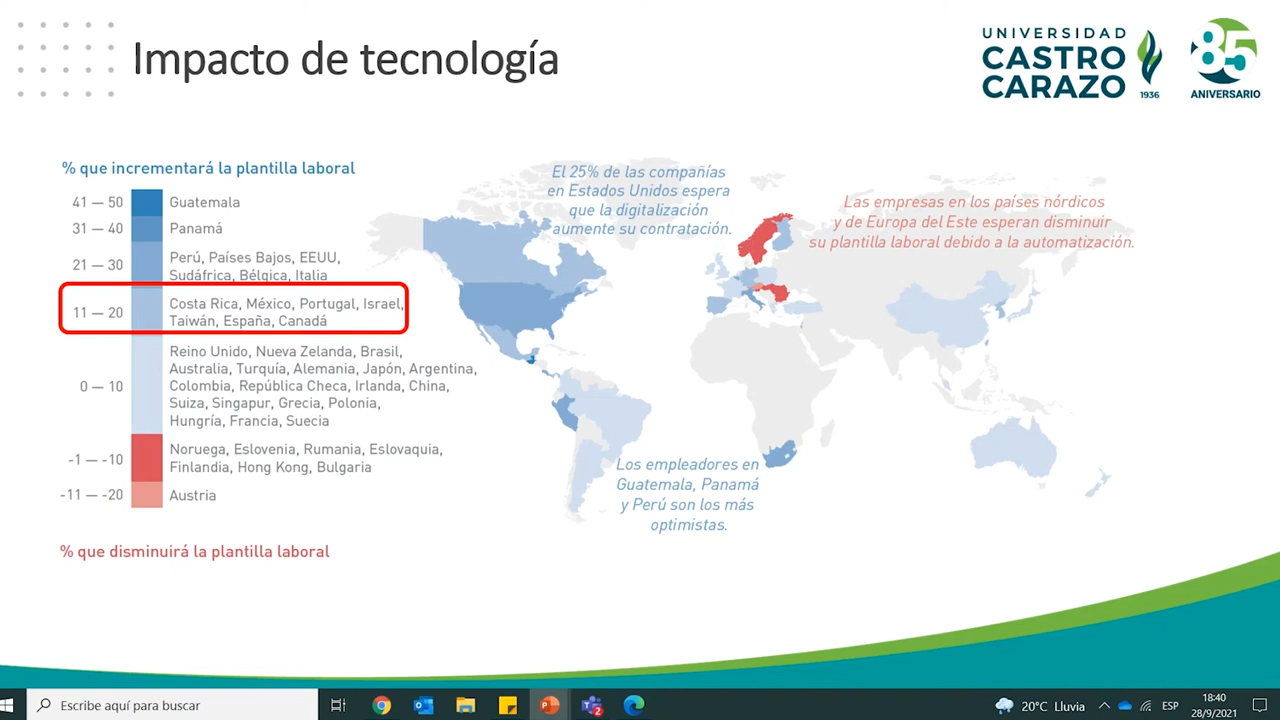 Impacto de tecnología
UNIVERSIDAD
CASTRO
CARAZO
1936
85
ANIVERSARIO
% que incrementará la plantilla laboral
41 — 50 Guatemala
31 — 40 Panamá
21 — 30 Perú, Países Bajos, EEUU,
Sudáfrica, Bélgica, Italia
11 — 20 Costa Rica, México, Portugal, Israel,
Taiwán, España, Canadá
0 — 10 Reino Unido, Nueva Zelanda, Brasil,
Australia, Turquía, Alemania, Japón, Argentina,
Colombia, República Checa, Irlanda, China,
Suiza, Singapur, Grecia, Polonia,
Hungría, Francia, Suecia
-1 — -10 Noruega, Eslovenia, Rumania, Eslovaquia,
Finlandia, Hong Kong, Bulgaria
-11 — -20 Austria
% que disminuirá la plantilla laboral
El 25% de las compañías
en Estados Unidos espera
que la digitalización
aumente su contratación.
Las empresas en los países nórdicos
y de Europa del Este esperan disminuir
su plantilla laboral debido a la automatización.
Los empleadores en
Guatemala, Panamá
y Perú son los más
optimistas.
Escribe aquí para buscar
2
20°C Lluvia
ESP
18:40
28/9/2021